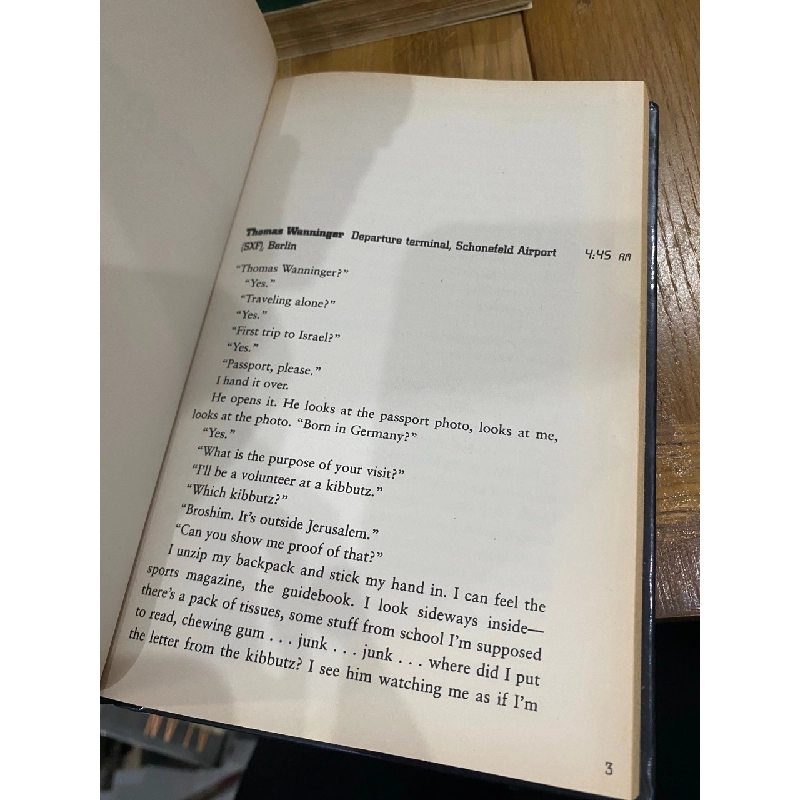 Thomas Wanninger Departure terminal, Schonefeld Airport 4:45 AM
(SXF), Berlin
“Thomas Wanninger?”
“Yes.”
“Traveling alone?”
“Yes.”
“First trip to Israel?”
“Yes.”
“Passport, please.”
I hand it over.
He opens it. He looks at the passport photo, looks at me,
looks at the photo. “Born in Germany?”
“Yes.”
“What is the purpose of your visit?”
“I'll be a volunteer at a kibbutz.”
“Which kibbutz?”
“Broshim. It's outside Jerusalem.”
“Can you show me proof of that?”
I unzip my backpack and stick my hand in. I can feel the
sports magazine, the guidebook. I look sideways inside—
there's a pack of tissues, some stuff from school I'm supposed
to read, chewing gum . . . junk . . . junk . . . where did I put
the letter from the kibbutz? I see him watching me as if I'm
3